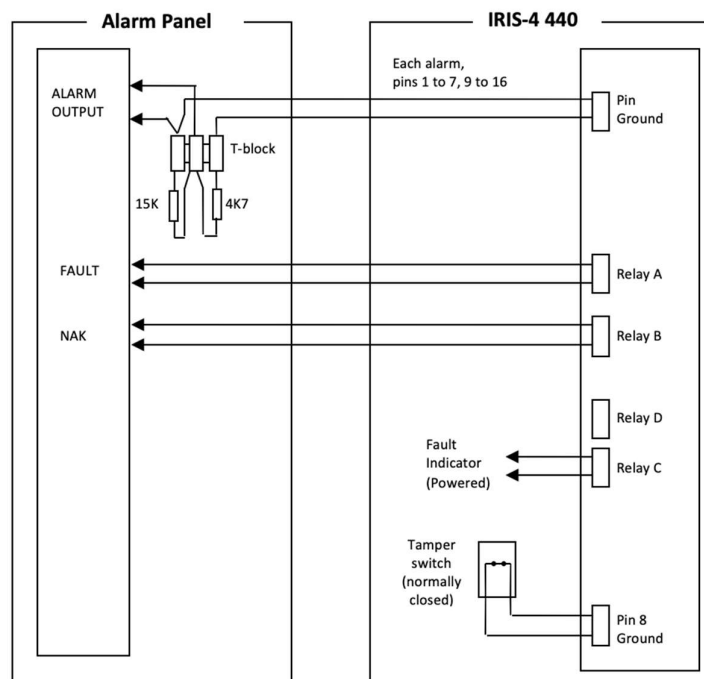 Alarm Panel
IRIS-4 440
ALARM
OUTPUT
Each alarm,
pins 1 to 7, 9 to 16
Pin
Ground
T-block
15K
4K7
FAULT
Relay A
NAK
Relay B
Relay D
Fault
Indicator
(Powered)
Relay C
Tamper
switch
(normally
closed)
Pin 8
Ground